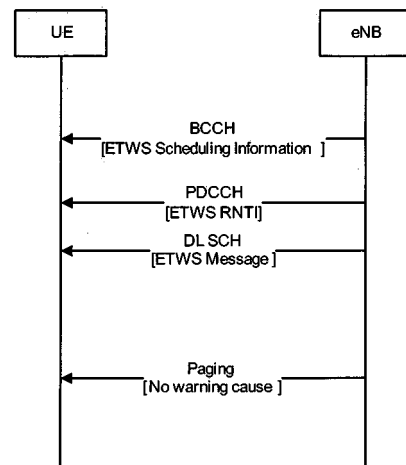 UE
eNB
BCCH
[ETWS Scheduling Information ]
PDCCH
[ETWS RNTI]
DL SCH
[ETWS Message ]
Paging
[No warning cause ]